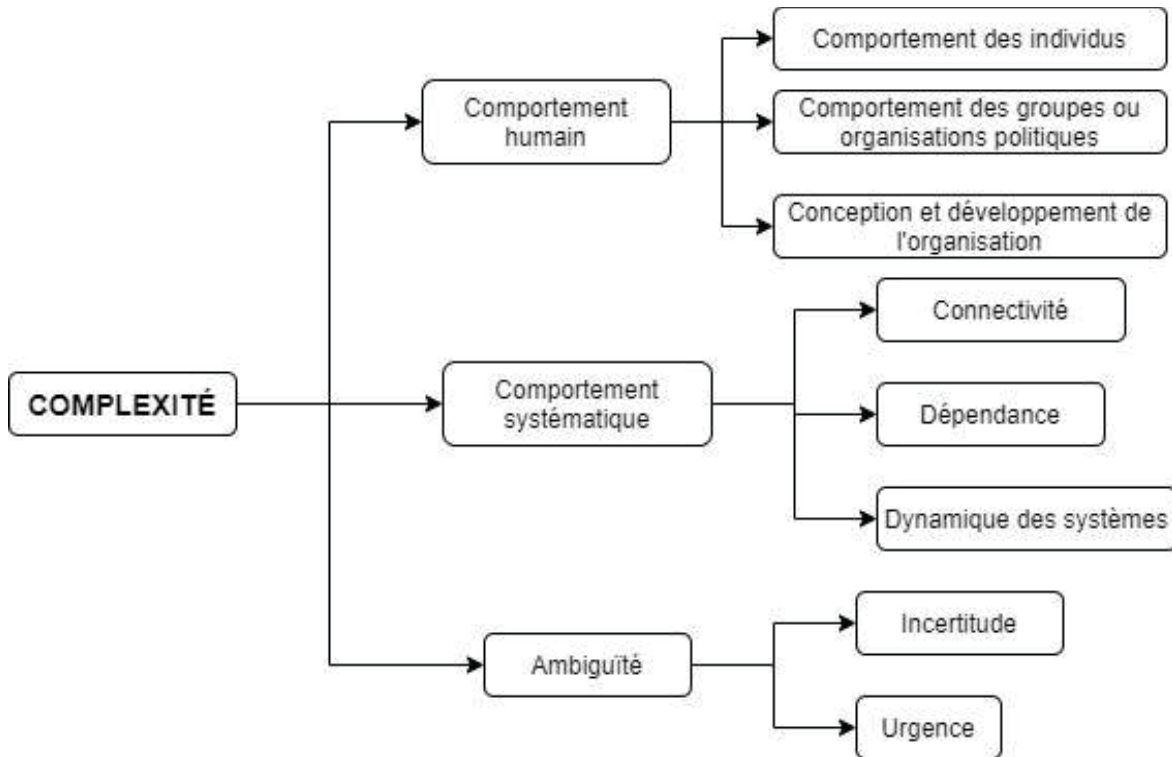 Comportement des individus
Comportement
humain
Comportement des groupes ou
organisations politiques
Conception et développement de
l'organisation
Connectivité
COMPLEXITÉ
Comportement
systématique
Dépendance
Dynamique des systèmes
Incertitude
Ambiguïté
Urgence